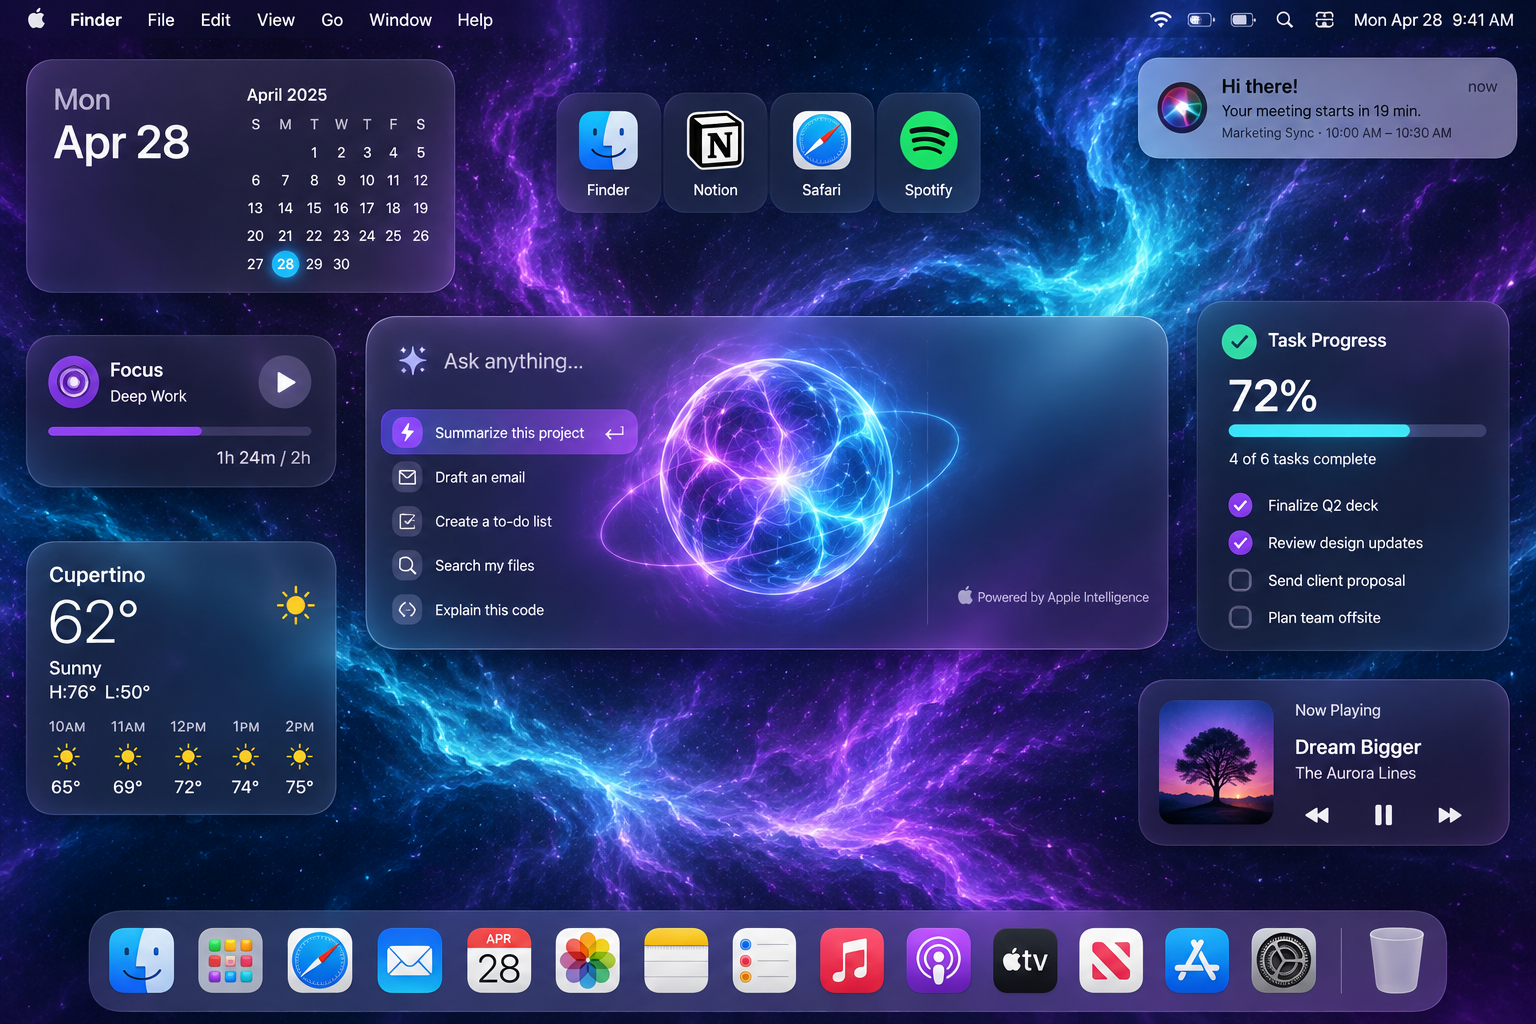 Finder File Edit View Go Window Help
Mon Apr 28 9:41 AM
Mon
Apr 28
April 2025
S M T W T F S
1 2 3 4 5
6 7 8 9 10 11 12
13 14 15 16 17 18 19
20 21 22 23 24 25 26
27 28 29 30
Finder
Notion
Safari
Spotify
Hi there! now
Your meeting starts in 19 min.
Marketing Sync · 10:00 AM – 10:30 AM
Focus
Deep Work
1h 24m / 2h
Ask anything...
Summarize this project
Draft an email
Create a to-do list
Search my files
Explain this code
Powered by Apple Intelligence
Task Progress
72%
4 of 6 tasks complete
Finalize Q2 deck
Review design updates
Send client proposal
Plan team offsite
Cupertino
62°
Sunny
H:76° L:50°
10AM 11AM 12PM 1PM 2PM
65° 69° 72° 74° 75°
Now Playing
Dream Bigger
The Aurora Lines
APR
28
tv